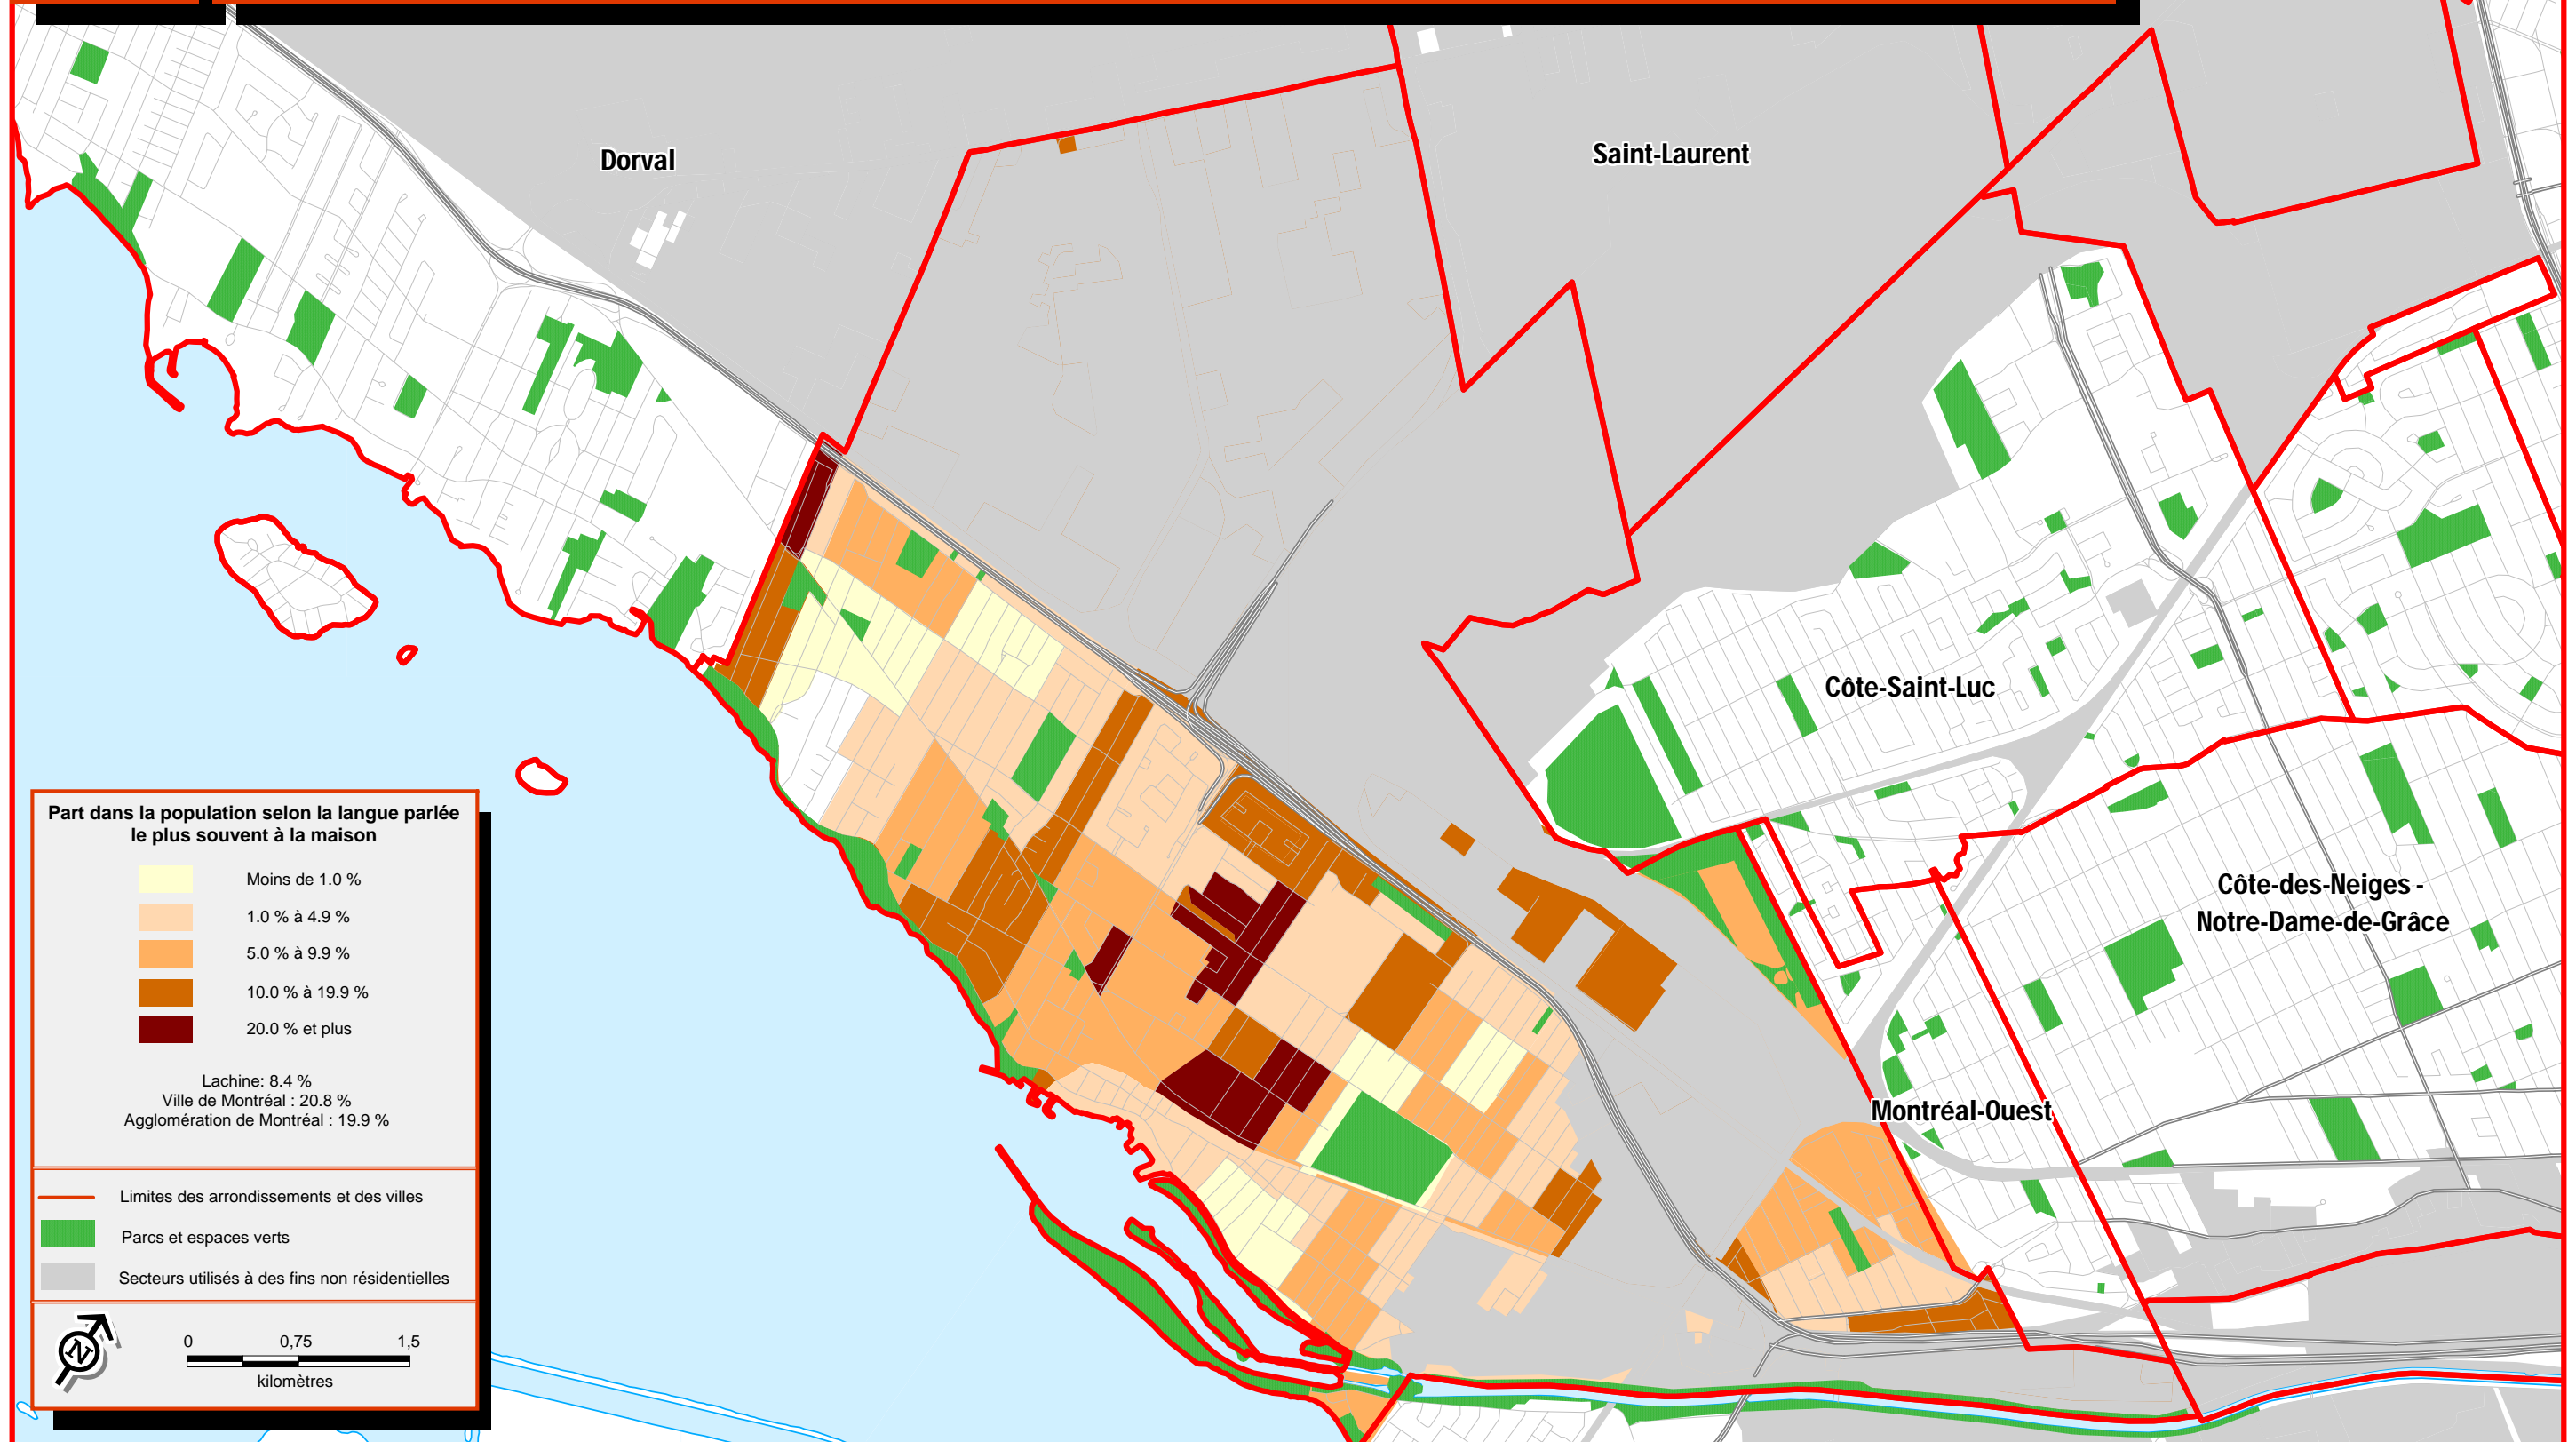 Dorval
Saint-Laurent
Côte-Saint-Luc
Côte-des-Neiges -
Notre-Dame-de-Grâce
Montréal-Ouest
Part dans la population selon la langue parlée
le plus souvent à la maison
Moins de 1.0 %
1.0 % à 4.9 %
5.0 % à 9.9 %
10.0 % à 19.9 %
20.0 % et plus
Lachine: 8.4 %
Ville de Montréal : 20.8 %
Agglomération de Montréal : 19.9 %
Limites des arrondissements et des villes
Parcs et espaces verts
Secteurs utilisés à des fins non résidentielles
N
0 0,75 1,5
kilomètres